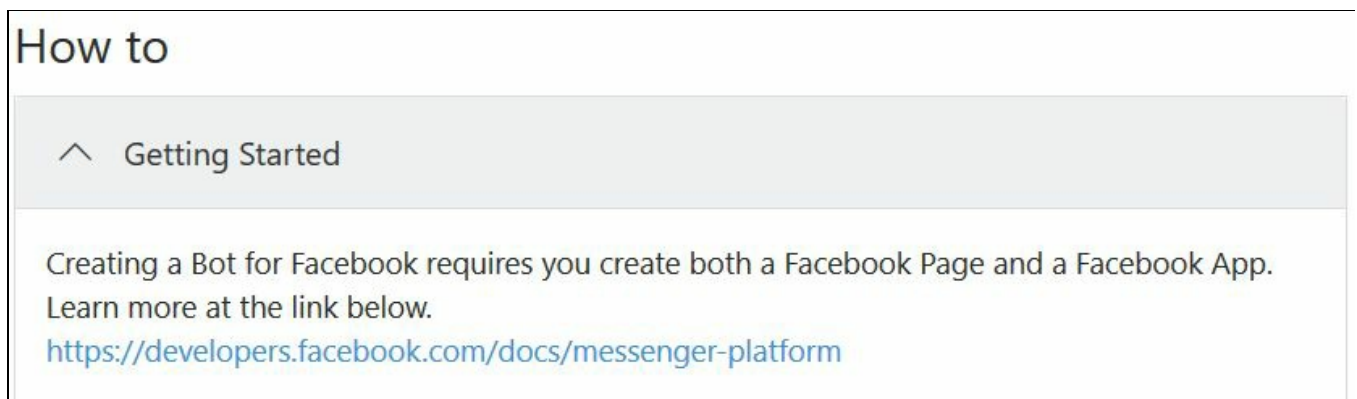 How to
Getting Started
Creating a Bot for Facebook requires you create both a Facebook Page and a Facebook App.
Learn more at the link below.
https://developers.facebook.com/docs/messenger-platform